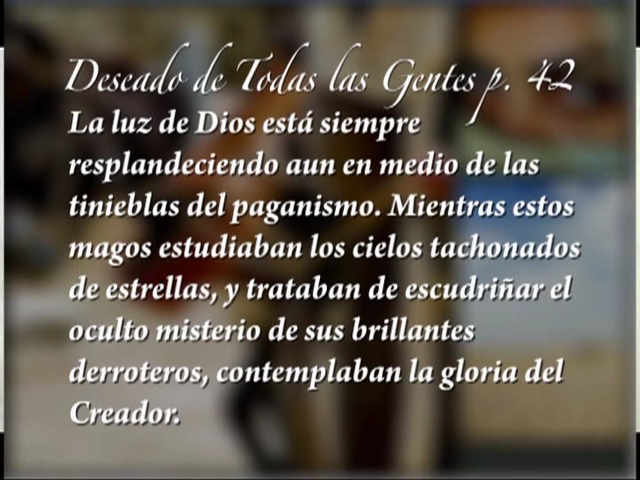 Deseado de Todas las Gentes p. 42
La luz de Dios está siempre
resplandeciendo aun en medio de las
tinieblas del paganismo. Mientras estos
magos estudiaban los cielos tachonados
de estrellas, y trataban de escudriñar el
oculto misterio de sus brillantes
derroteros, contemplaban la gloria del
Creador.